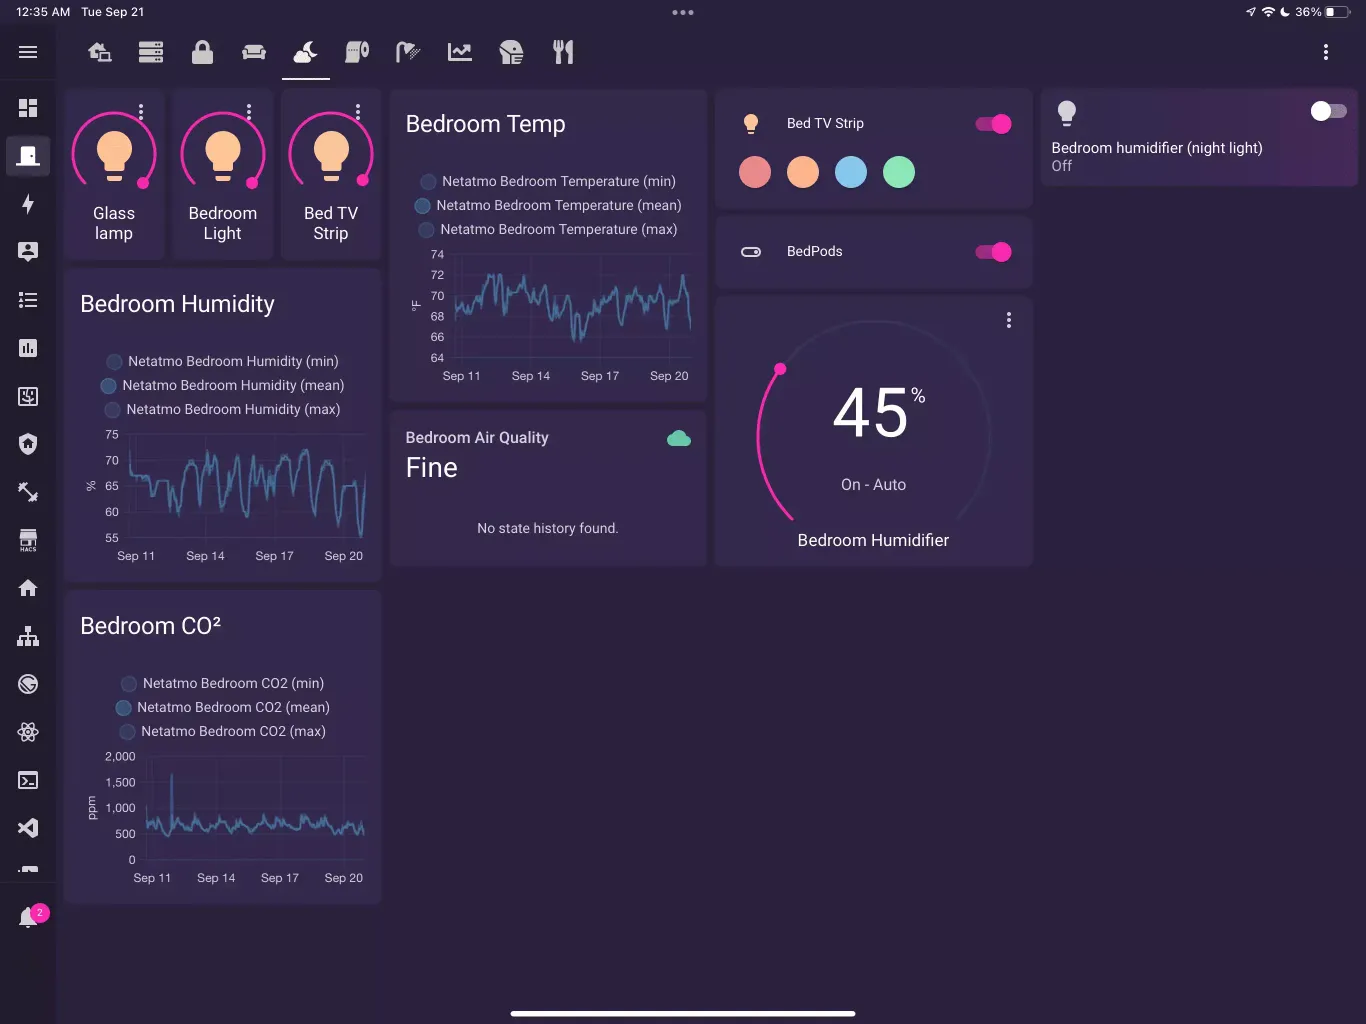 12:35 AM Tue Sep 21
36%
Glass
lamp
Bedroom
Light
Bed TV
Strip
Bedroom Humidity
Netatmo Bedroom Humidity (min)
Netatmo Bedroom Humidity (mean)
Netatmo Bedroom Humidity (max)
75
70
65
60
55
%
Sep 11 Sep 14 Sep 17 Sep 20
Bedroom CO²
Netatmo Bedroom CO2 (min)
Netatmo Bedroom CO2 (mean)
Netatmo Bedroom CO2 (max)
2,000
1,500
1,000
500
0
ppm
Sep 11 Sep 14 Sep 17 Sep 20
Bedroom Temp
Netatmo Bedroom Temperature (min)
Netatmo Bedroom Temperature (mean)
Netatmo Bedroom Temperature (max)
74
72
70
68
66
64
°F
Sep 11 Sep 14 Sep 17 Sep 20
Bedroom Air Quality
Fine
No state history found.
Bed TV Strip
BedPods
45%
On - Auto
Bedroom Humidifier
Bedroom humidifier (night light)
Off
HACS
2